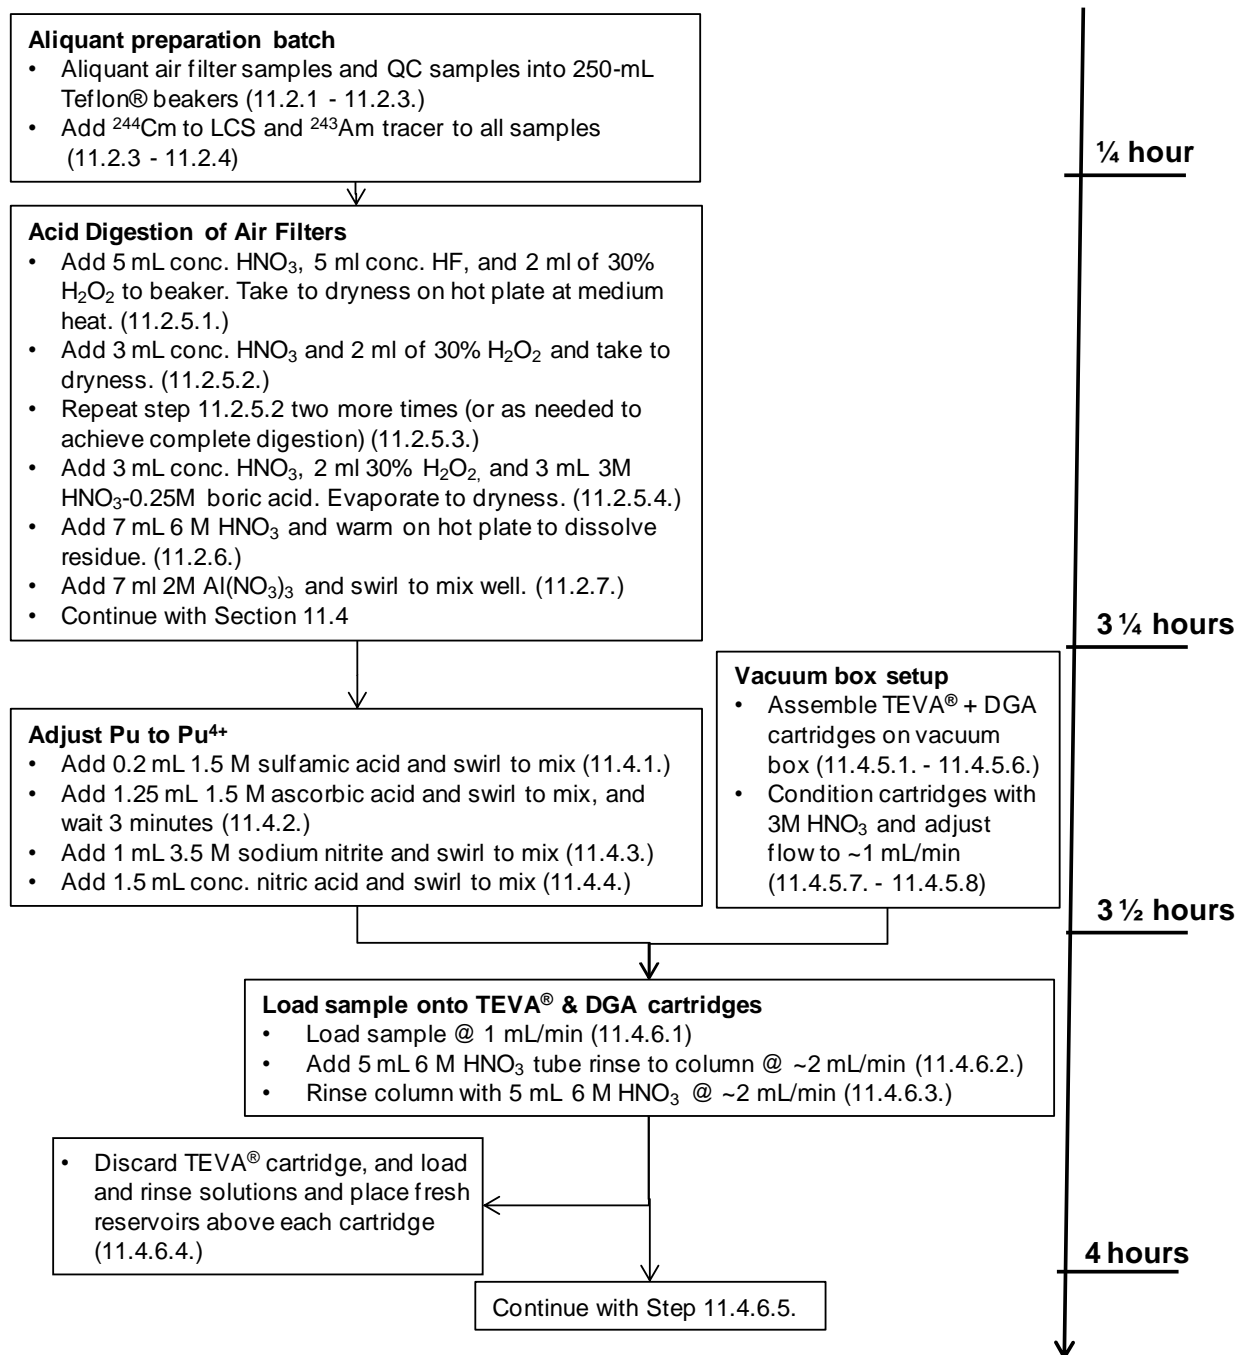 Aliquant preparation batch
• Aliquant air filter samples and QC samples into 250-mL
Teflon® beakers (11.2.1 - 11.2.3.)
• Add ²⁴⁴Cm to LCS and ²⁴³Am tracer to all samples
(11.2.3 - 11.2.4)
¼ hour
Acid Digestion of Air Filters
• Add 5 mL conc. HNO₃, 5 ml conc. HF, and 2 ml of 30%
H₂O₂ to beaker. Take to dryness on hot plate at medium
heat. (11.2.5.1.)
• Add 3 mL conc. HNO₃ and 2 ml of 30% H₂O₂ and take to
dryness. (11.2.5.2.)
• Repeat step 11.2.5.2 two more times (or as needed to
achieve complete digestion) (11.2.5.3.)
• Add 3 mL conc. HNO₃, 2 ml 30% H₂O₂, and 3 mL 3M
HNO₃-0.25M boric acid. Evaporate to dryness. (11.2.5.4.)
• Add 7 mL 6 M HNO₃ and warm on hot plate to dissolve
residue. (11.2.6.)
• Add 7 ml 2M Al(NO₃)₃ and swirl to mix well. (11.2.7.)
• Continue with Section 11.4
3 ¼ hours
Vacuum box setup
• Assemble TEVA® + DGA
cartridges on vacuum
box (11.4.5.1. - 11.4.5.6.)
• Condition cartridges with
3M HNO₃ and adjust
flow to ~1 mL/min
(11.4.5.7. - 11.4.5.8)
Adjust Pu to Pu⁴⁺
• Add 0.2 mL 1.5 M sulfamic acid and swirl to mix (11.4.1.)
• Add 1.25 mL 1.5 M ascorbic acid and swirl to mix, and
wait 3 minutes (11.4.2.)
• Add 1 mL 3.5 M sodium nitrite and swirl to mix (11.4.3.)
• Add 1.5 mL conc. nitric acid and swirl to mix (11.4.4.)
3 ½ hours
Load sample onto TEVA® & DGA cartridges
• Load sample @ 1 mL/min (11.4.6.1)
• Add 5 mL 6 M HNO₃ tube rinse to column @ ~2 mL/min (11.4.6.2.)
• Rinse column with 5 mL 6 M HNO₃ @ ~2 mL/min (11.4.6.3.)
• Discard TEVA® cartridge, and load
and rinse solutions and place fresh
reservoirs above each cartridge
(11.4.6.4.)
4 hours
Continue with Step 11.4.6.5.